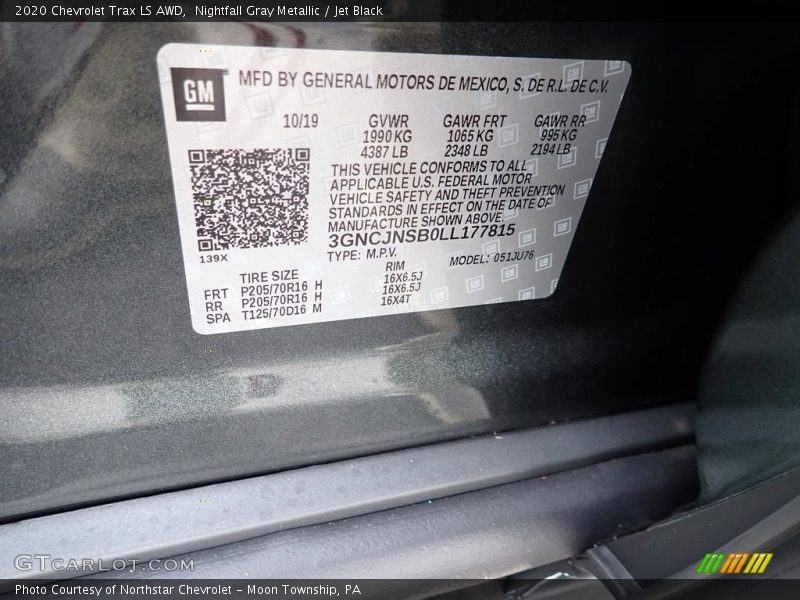 2020 Chevrolet Trax LS AWD, Nightfall Gray Metallic / Jet Black
GM MFD BY GENERAL MOTORS DE MEXICO, S. DE R.L. DE C.V.
10/19 GVWR GAWR FRT GAWR RR
1990 KG 1065 KG 995 KG
4387 LB 2348 LB 2194 LB
THIS VEHICLE CONFORMS TO ALL
APPLICABLE U.S. FEDERAL MOTOR
VEHICLE SAFETY AND THEFT PREVENTION
STANDARDS IN EFFECT ON THE DATE OF
MANUFACTURE SHOWN ABOVE.
3GNCJNSB0LL177815
139X TYPE: M.P.V. MODEL: 051JU76
TIRE SIZE RIM
FRT P205/70R16 H 16X6.5J
RR P205/70R16 H 16X6.5J
SPA T125/70D16 M 16X4T
GTCARLOT.COM
Photo Courtesy of Northstar Chevrolet - Moon Township, PA